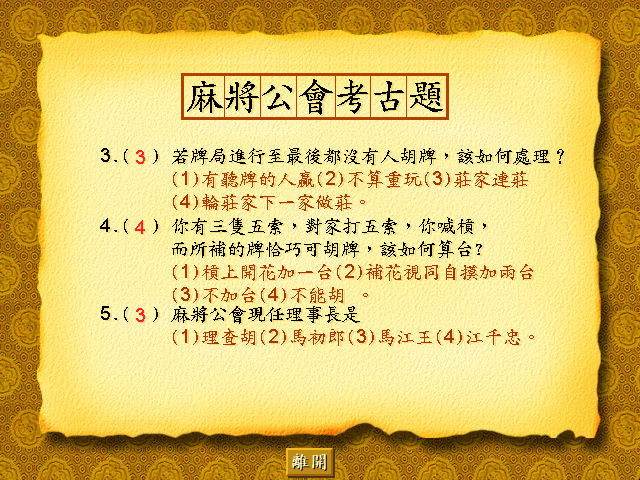 麻將公會考古題
3.( 3 ) 若牌局進行至最後都沒有人胡牌，該如何處理？
(1)有聽牌的人贏(2)不算重玩(3)莊家連莊
(4)輪莊家下一家做莊。
4.( 4 ) 你有三隻五索，對家打五索，你喊槓，
而所補的牌恰巧可胡牌，該如何算台?
(1)槓上開花加一台(2)補花視同自摸加兩台
(3)不加台(4)不能胡 。
5.( 3 ) 麻將公會現任理事長是
(1)理查胡(2)馬初郎(3)馬江王(4)江千忠。
離開